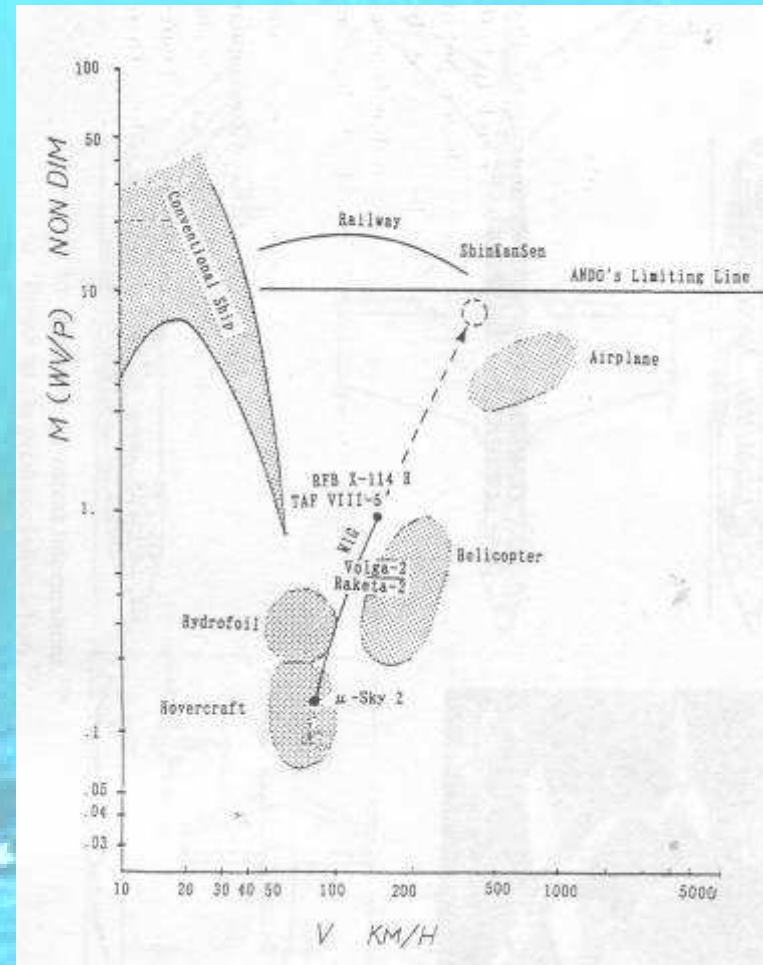 100
50
10
1.
.1
.05
.04
.03
M (WV/P) NON DIM
Conventional Ship
Railway
ShinKanSen
ANDO's Limiting Line
Airplane
RFB X-114 H
TAF VIII-5
WIG
Volga-2
Raketa-2
Helicopter
Hydrofoil
Hovercraft
μ-Sky 2
10 20 30 40 50 100 200 500 1000 5000
V KM/H